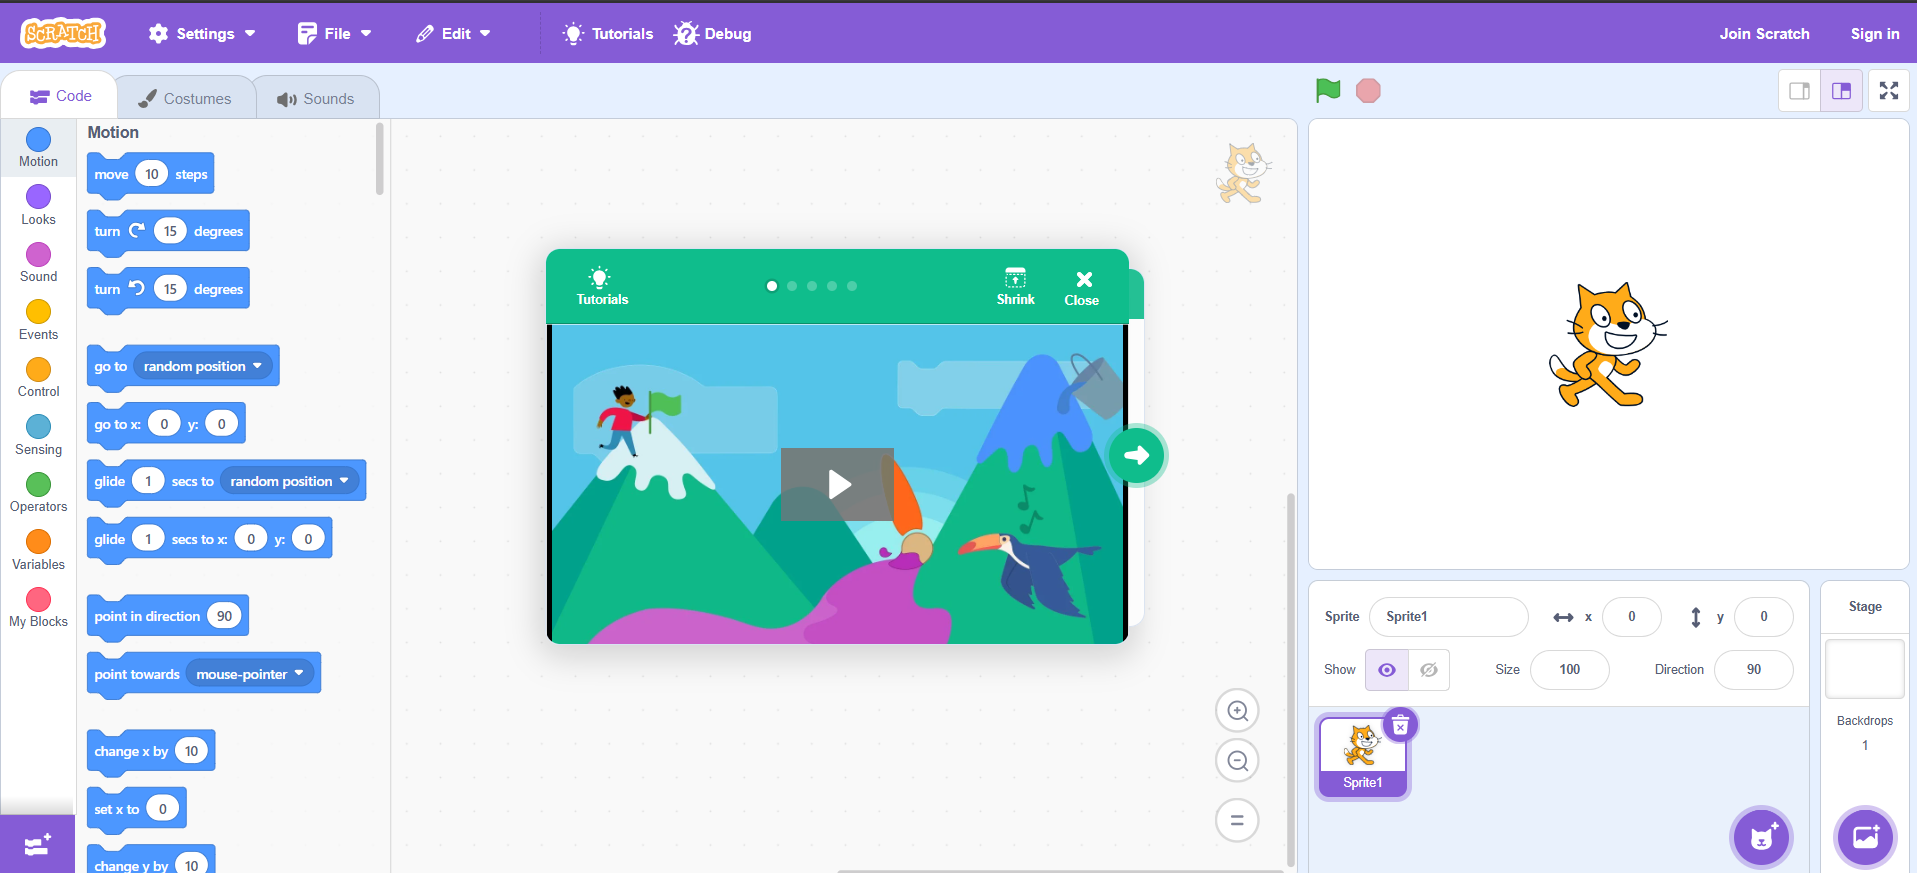 SCRATCH
Settings
File
Edit
Tutorials
Debug
Join Scratch
Sign in
Code
Costumes
Sounds
Motion
Looks
Sound
Events
Control
Sensing
Operators
Variables
My Blocks
Motion
move 10 steps
turn 15 degrees
turn 15 degrees
go to random position
go to x: 0 y: 0
glide 1 secs to random position
glide 1 secs to x: 0 y: 0
point in direction 90
point towards mouse-pointer
change x by 10
set x to 0
change y by 10
Tutorials
Shrink
Close
Sprite Sprite1 x 0 y 0
Show Size 100 Direction 90
Sprite1
Stage
Backdrops
1